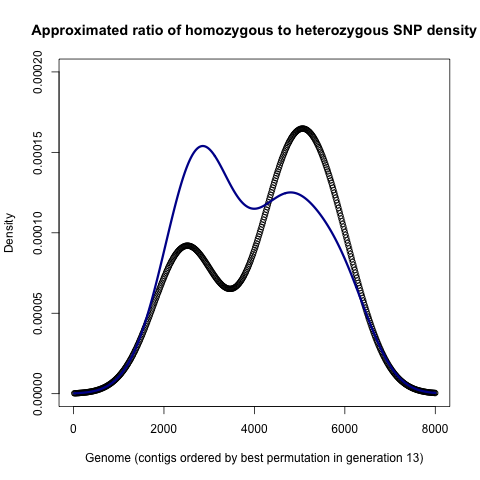 Approximated ratio of homozygous to heterozygous SNP density
0.00020
0.00015
0.00010
0.00005
0.00000
Density
0 2000 4000 6000 8000
Genome (contigs ordered by best permutation in generation 13)